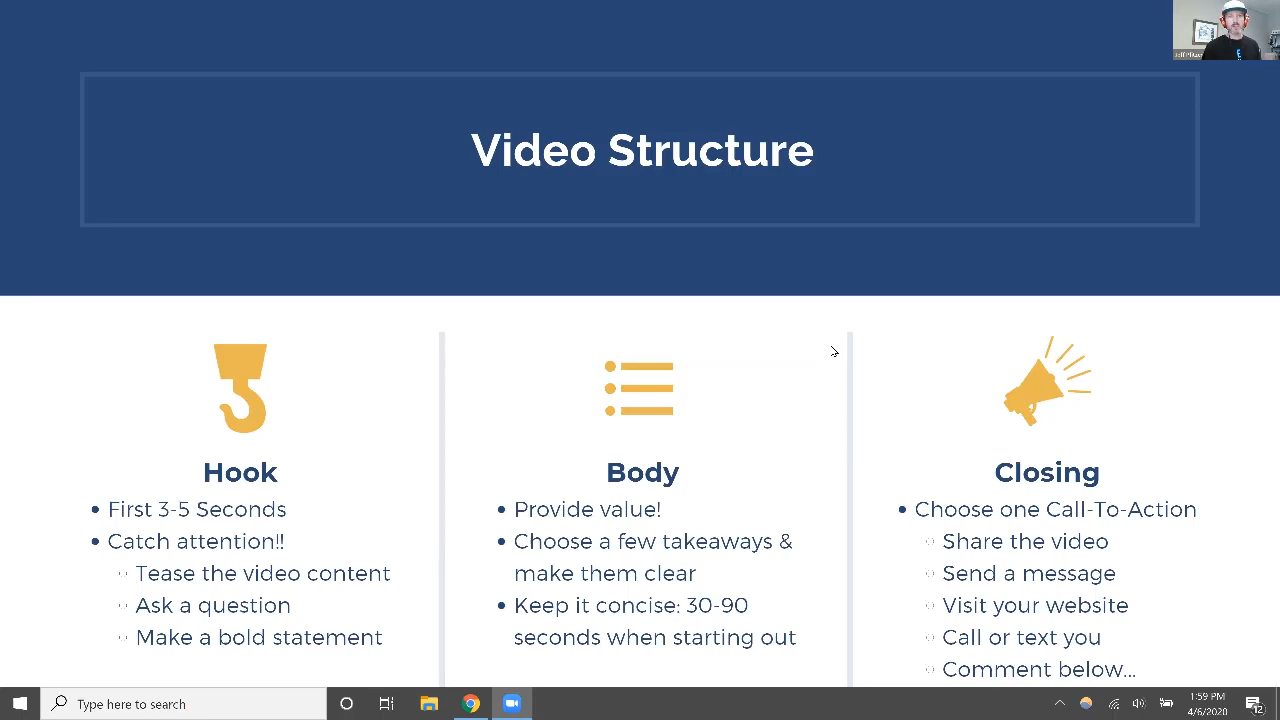 Video Structure
Hook
First 3-5 Seconds
Catch attention!!
Tease the video content
Ask a question
Make a bold statement
Body
Provide value!
Choose a few takeaways &
make them clear
Keep it concise: 30-90
seconds when starting out
Closing
Choose one Call-To-Action
Share the video
Send a message
Visit your website
Call or text you
Comment below...
Type here to search
1:59 PM
4/6/2020
12